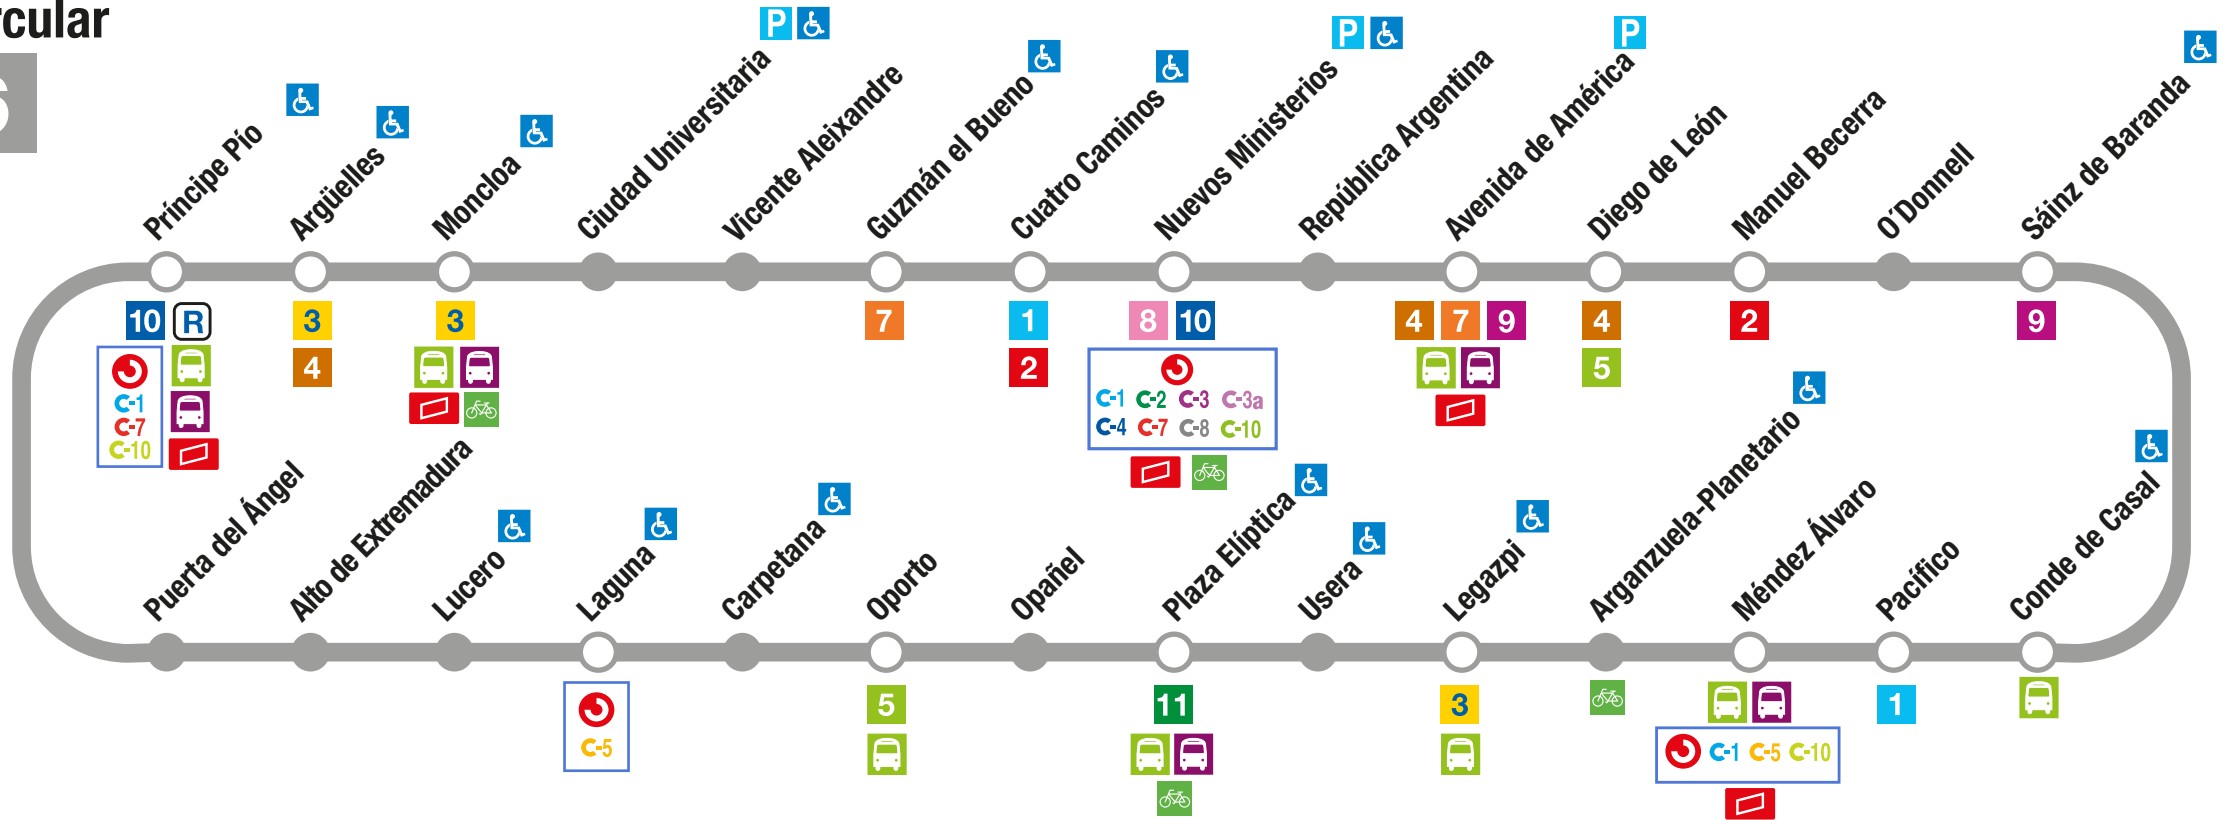 rcular
6
Príncipe Pío
Argüelles
Moncloa
Ciudad Universitaria
P
Vicente Aleixandre
Guzmán el Bueno
Cuatro Caminos
Nuevos Ministerios
P
República Argentina
Avenida de América
P
Diego de León
Manuel Becerra
O'Donnell
Sáinz de Baranda
10 R
C-1
C-7
C-10
3
4
3
7
1
2
8 10
C-1 C-2 C-3 C-3a
C-4 C-7 C-8 C-10
4 7 9
4
5
2
9
Puerta del Ángel
Alto de Extremadura
Lucero
Laguna
Carpetana
Oporto
Opañel
Plaza Elíptica
Usera
Legazpi
Arganzuela-Planetario
Méndez Álvaro
Pacífico
Conde de Casal
C-5
5
11
3
C-1 C-5 C-10
1